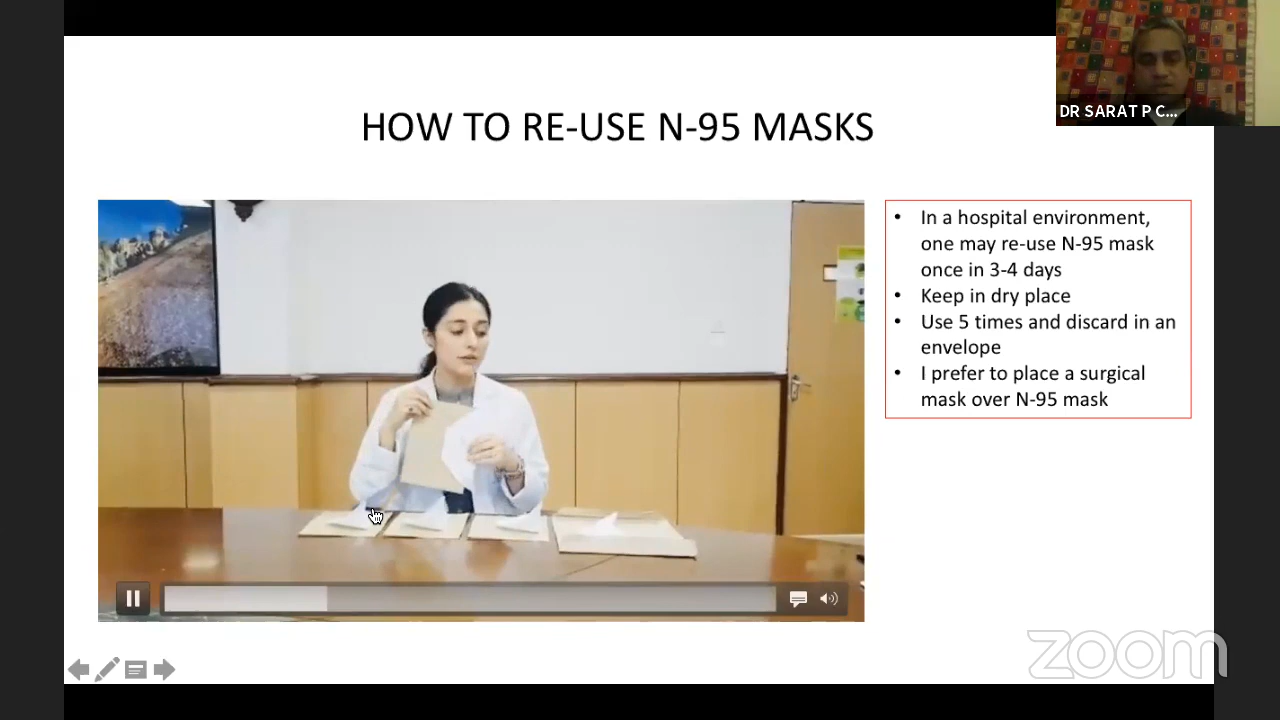 DR SARAT P C...
HOW TO RE-USE N-95 MASKS
• In a hospital environment,
one may re-use N-95 mask
once in 3-4 days
• Keep in dry place
• Use 5 times and discard in an
envelope
• I prefer to place a surgical
mask over N-95 mask
zoom